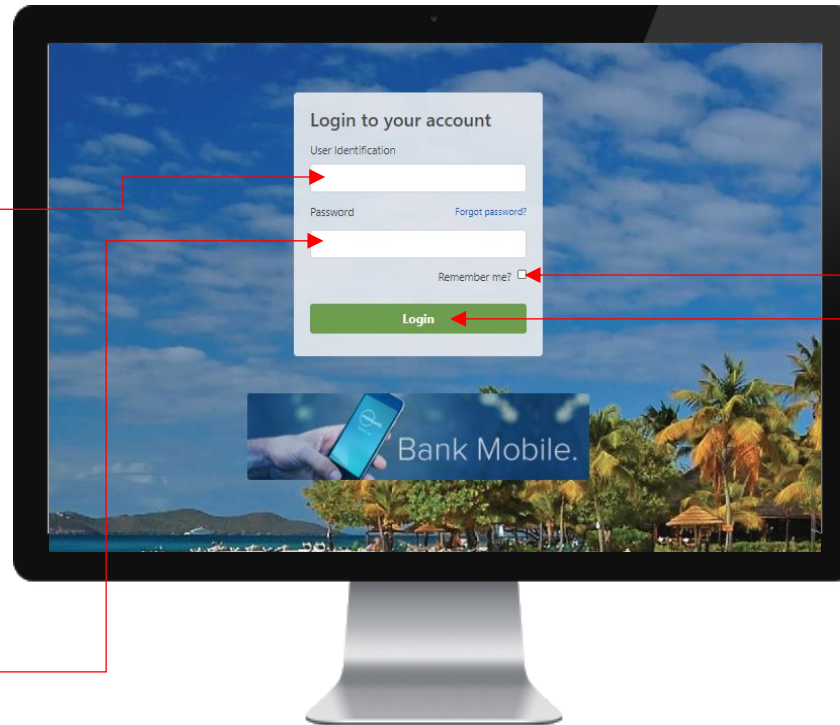 Login to your account
User Identification
Password Forgot password?
Remember me?
Login
Bank Mobile.